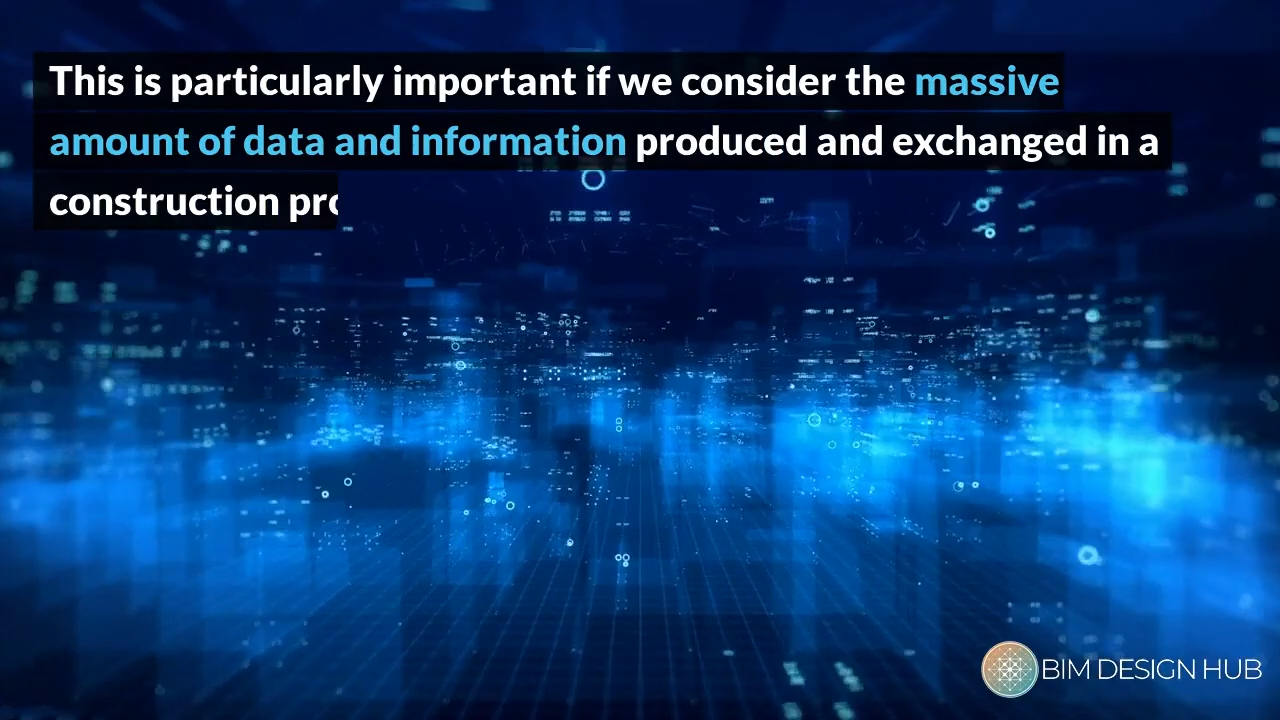 This is particularly important if we consider the massive
amount of data and information produced and exchanged in a
construction pro
BIM DESIGN HUB